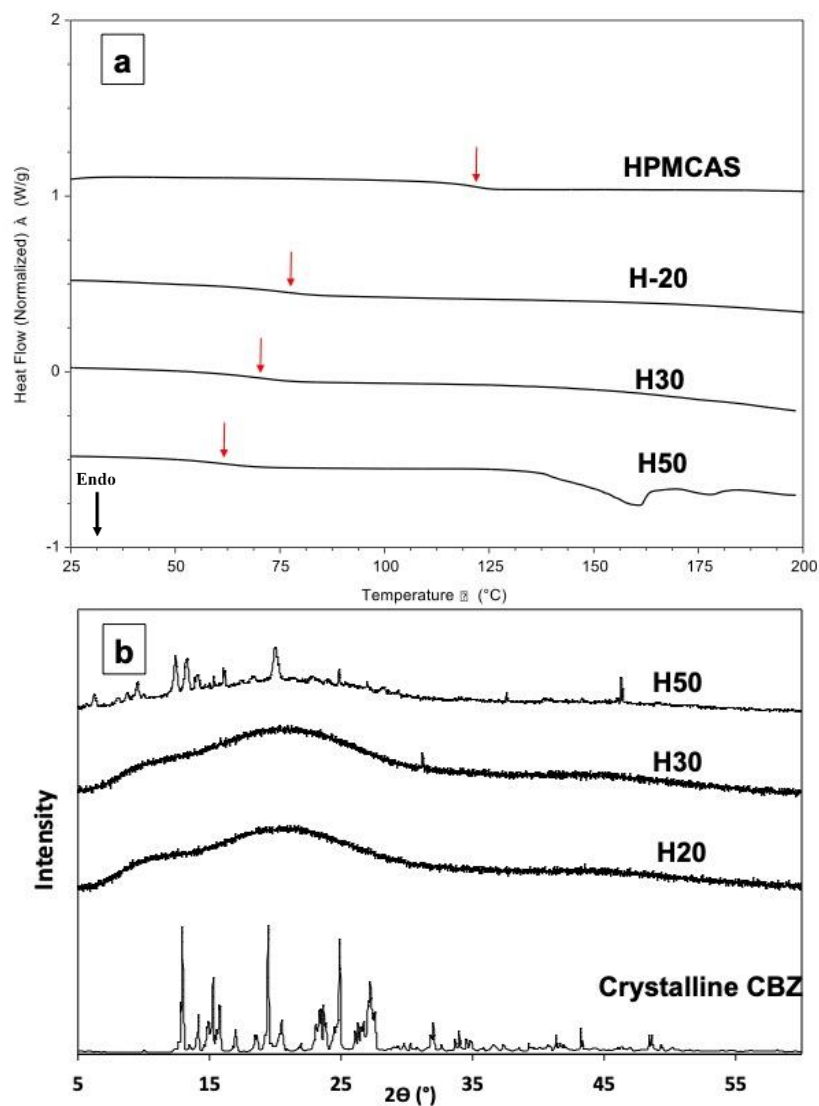 a
2
1
0
-1
Heat Flow (Normalized) À (W/g)
HPMCAS
H-20
H30
H50
Endo
25 50 75 100 125 150 175 200
Temperature ⍰ (°C)
b
H50
H30
H20
Crystalline CBZ
Intensity
5 15 25 35 45 55
2ϴ (°)